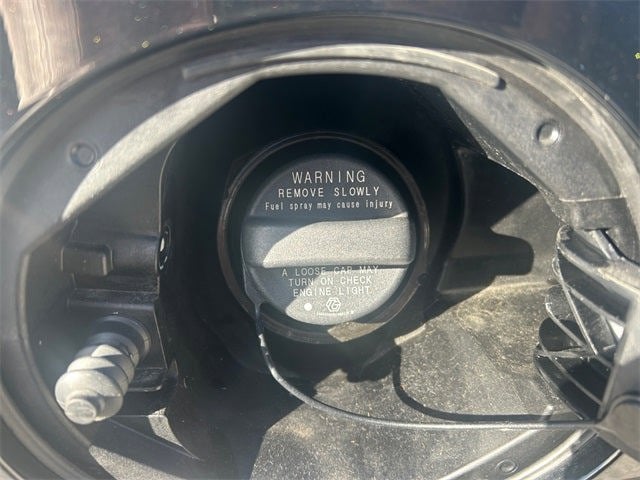 WARNING
REMOVE SLOWLY
Fuel spray may cause injury
A LOOSE CAP MAY
TURN ON CHECK
ENGINE LIGHT.